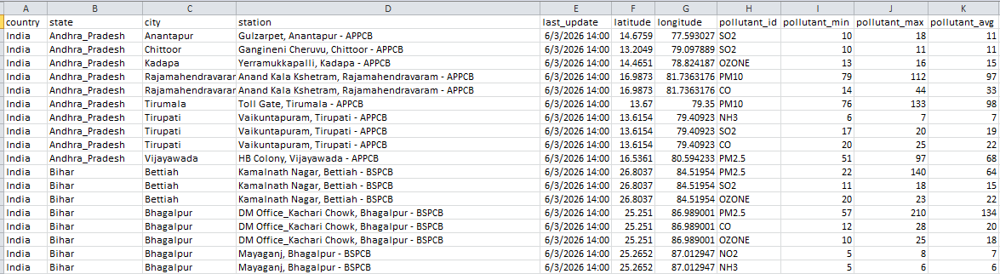 A B C D E F G H I J K
country state city station last_update latitude longitude pollutant_id pollutant_min pollutant_max pollutant_avg
India Andhra_Pradesh Anantapur Gulzarpet, Anantapur - APPCB 6/3/2026 14:00 14.6759 77.593027 SO2 10 18 11
India Andhra_Pradesh Chittoor Gangineni Cheruvu, Chittoor - APPCB 6/3/2026 14:00 13.2049 79.097889 SO2 10 11 11
India Andhra_Pradesh Kadapa Yerramukkapalli, Kadapa - APPCB 6/3/2026 14:00 14.4651 78.824187 OZONE 13 16 15
India Andhra_Pradesh Rajamahendravaram Anand Kala Kshetram, Rajamahendravaram - APPCB 6/3/2026 14:00 16.9873 81.7363176 PM10 79 112 97
India Andhra_Pradesh Rajamahendravaram Anand Kala Kshetram, Rajamahendravaram - APPCB 6/3/2026 14:00 16.9873 81.7363176 CO 14 44 33
India Andhra_Pradesh Tirumala Toll Gate, Tirumala - APPCB 6/3/2026 14:00 13.67 79.35 PM10 76 133 98
India Andhra_Pradesh Tirupati Vaikuntapuram, Tirupati - APPCB 6/3/2026 14:00 13.6154 79.40923 NH3 6 7 7
India Andhra_Pradesh Tirupati Vaikuntapuram, Tirupati - APPCB 6/3/2026 14:00 13.6154 79.40923 SO2 17 20 19
India Andhra_Pradesh Tirupati Vaikuntapuram, Tirupati - APPCB 6/3/2026 14:00 13.6154 79.40923 CO 20 25 22
India Andhra_Pradesh Vijayawada HB Colony, Vijayawada - APPCB 6/3/2026 14:00 16.5361 80.594233 PM2.5 51 97 68
India Bihar Bettiah Kamalnath Nagar, Bettiah - BSPCB 6/3/2026 14:00 26.8037 84.51954 PM2.5 22 140 64
India Bihar Bettiah Kamalnath Nagar, Bettiah - BSPCB 6/3/2026 14:00 26.8037 84.51954 SO2 11 18 15
India Bihar Bettiah Kamalnath Nagar, Bettiah - BSPCB 6/3/2026 14:00 26.8037 84.51954 OZONE 20 23 22
India Bihar Bhagalpur DM Office_Kachari Chowk, Bhagalpur - BSPCB 6/3/2026 14:00 25.251 86.989001 PM2.5 57 210 134
India Bihar Bhagalpur DM Office_Kachari Chowk, Bhagalpur - BSPCB 6/3/2026 14:00 25.251 86.989001 CO 12 28 20
India Bihar Bhagalpur DM Office_Kachari Chowk, Bhagalpur - BSPCB 6/3/2026 14:00 25.251 86.989001 OZONE 10 25 18
India Bihar Bhagalpur Mayaganj, Bhagalpur - BSPCB 6/3/2026 14:00 25.2652 87.012947 NO2 5 8 7
India Bihar Bhagalpur Mayaganj, Bhagalpur - BSPCB 6/3/2026 14:00 25.2652 87.012947 NH3 5 6 6